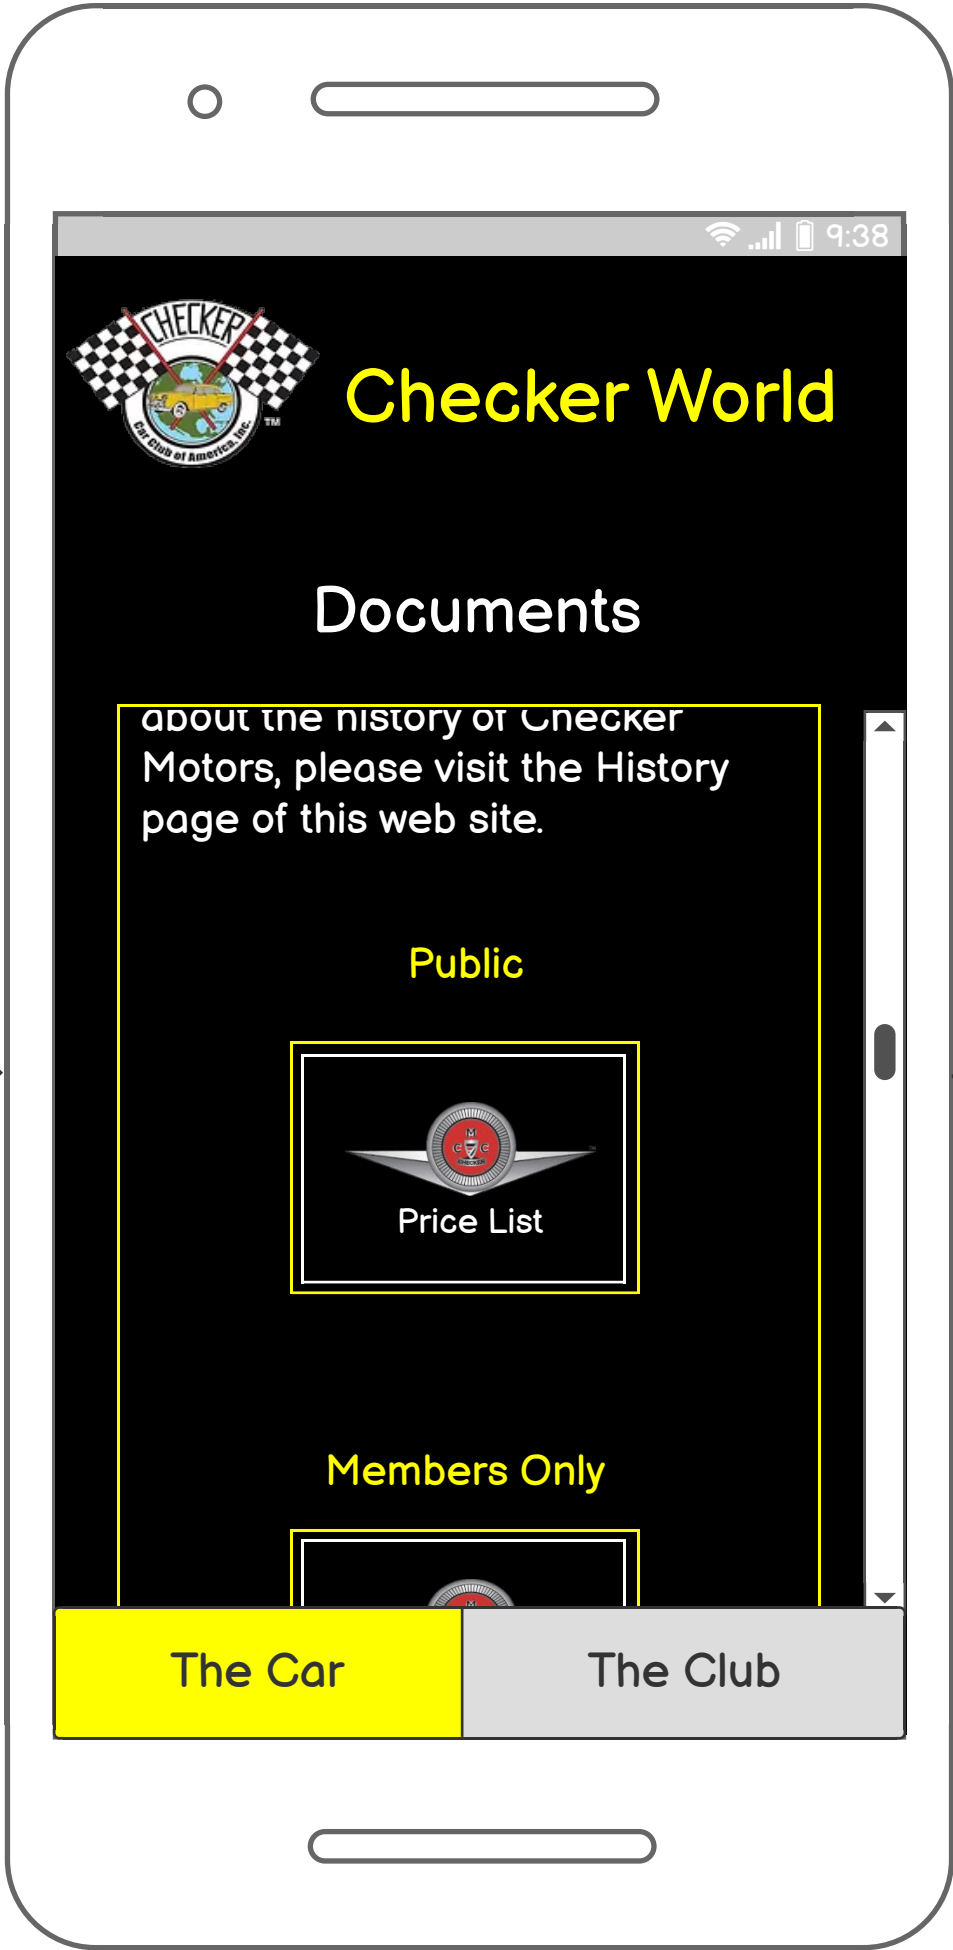 9:38
CHECKER
Car Club of America, Inc.
TM
Checker World
Documents
about the history of Checker
Motors, please visit the History
page of this web site.
Public
M
C C
CHECKER
Price List
Members Only
M
The Car
The Club